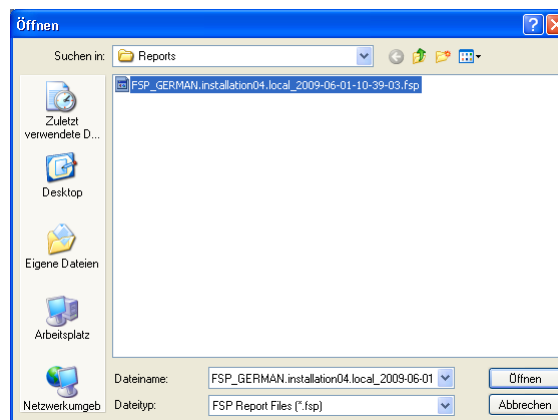 Öffnen
Suchen in: Reports
FSP_GERMAN.installation04.local_2009-06-01-10-39-03.fsp
Zuletzt
verwendete D...
Desktop
Eigene Dateien
Arbeitsplatz
Netzwerkumgeb
Dateiname: FSP_GERMAN.installation04.local_2009-06-01 Öffnen
Dateityp: FSP Report Files (*.fsp) Abbrechen